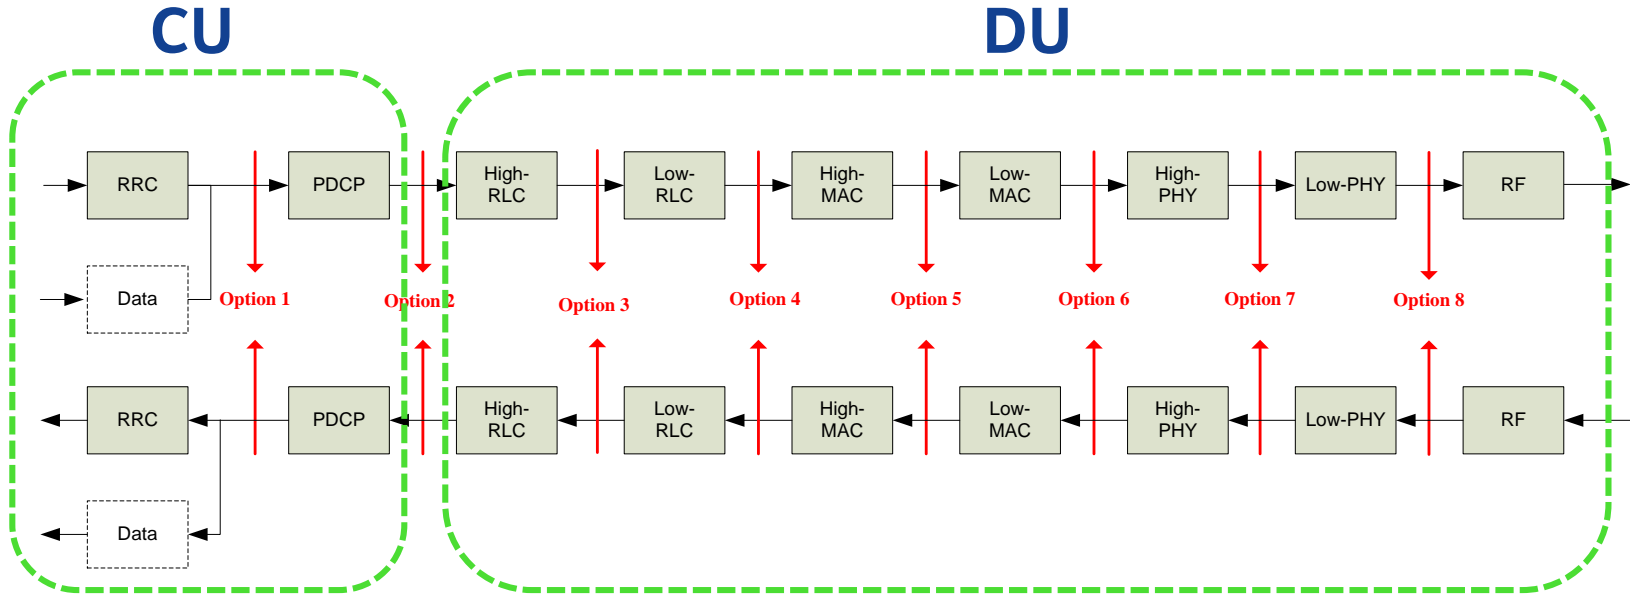 CU
DU
RRC
PDCP
High-
RLC
Low-
RLC
High-
MAC
Low-
MAC
High-
PHY
Low-PHY
RF
Data
Option 1
Option 2
Option 3
Option 4
Option 5
Option 6
Option 7
Option 8
RRC
PDCP
High-
RLC
Low-
RLC
High-
MAC
Low-
MAC
High-
PHY
Low-PHY
RF
Data